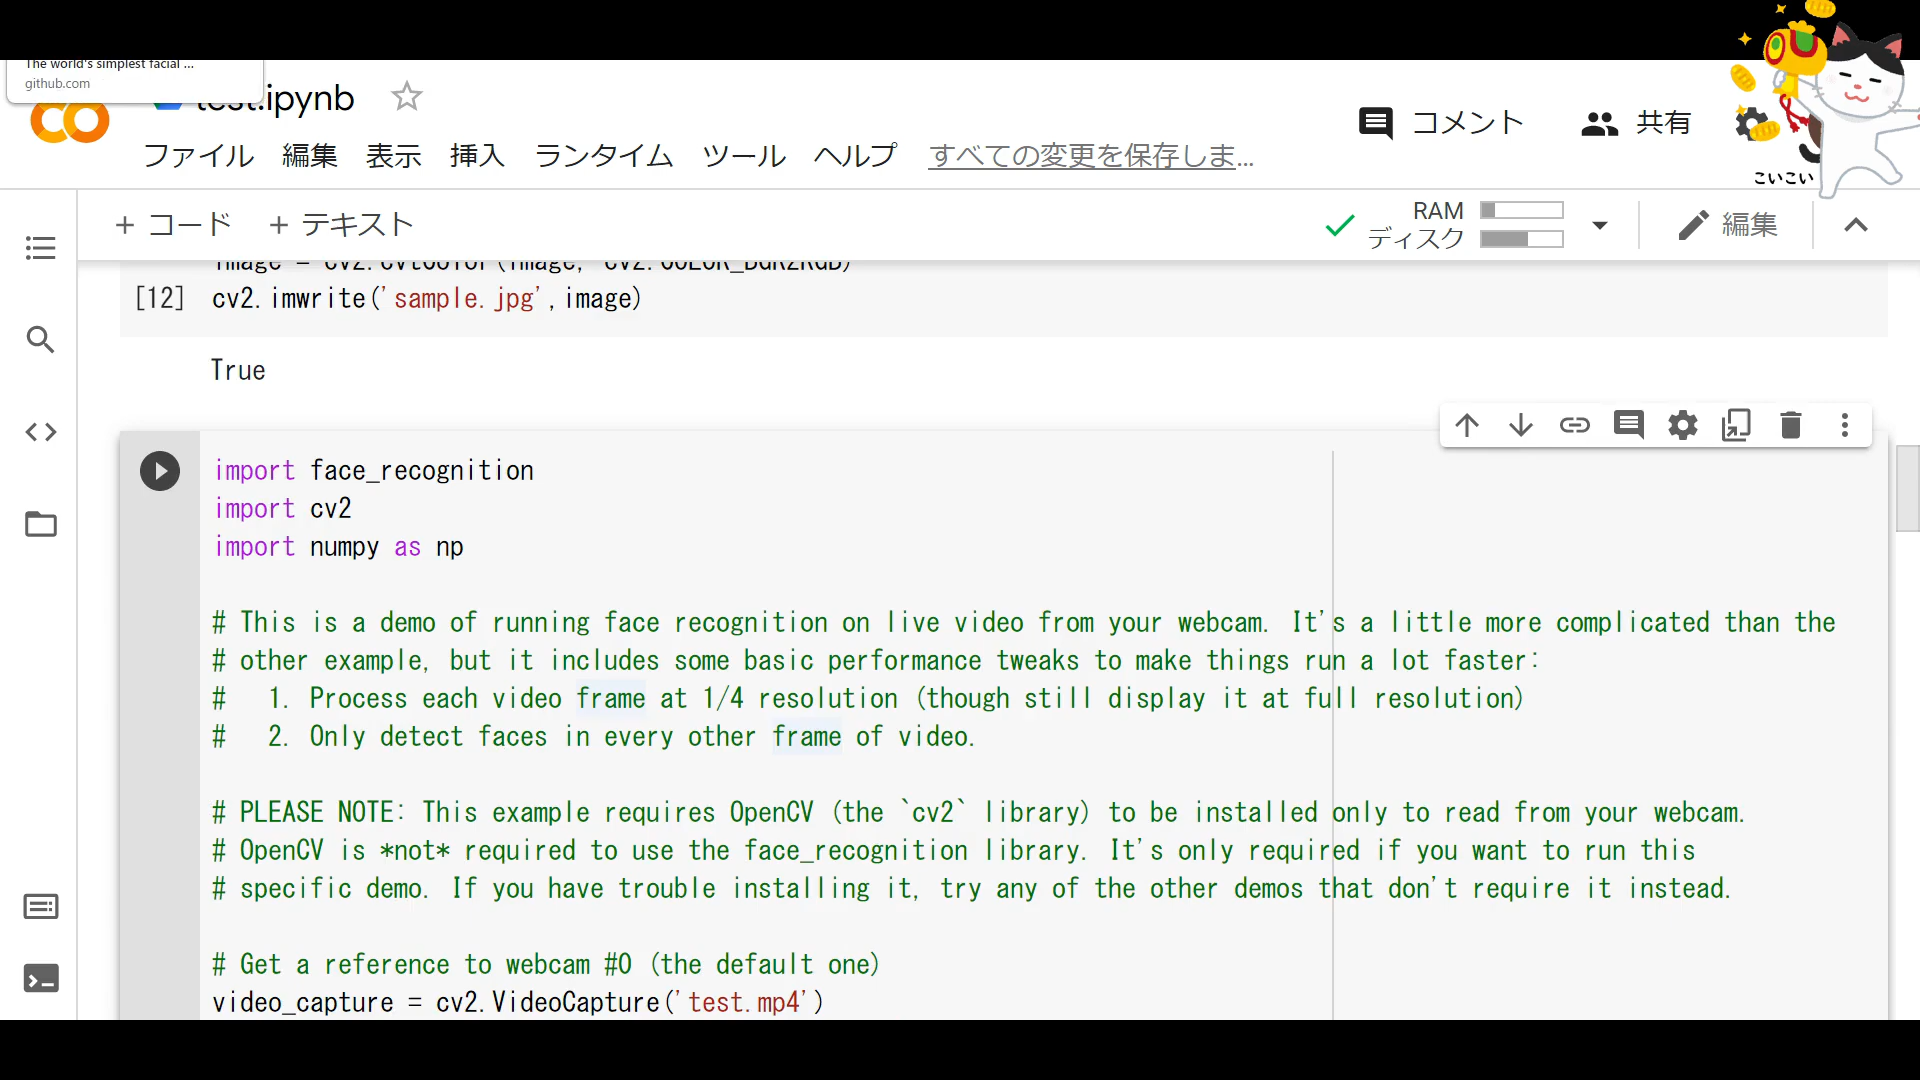 The world's simplest facial ...
github.com
test.ipynb
コメント
共有
こいこい
ファイル 編集 表示 挿入 ランタイム ツール ヘルプ すべての変更を保存しま...
+ コード + テキスト
RAM
ディスク
編集
image = cv2.cvtColor(image, cv2.COLOR_BGR2RGB)
[12] cv2.imwrite('sample.jpg',image)
True
import face_recognition
import cv2
import numpy as np
# This is a demo of running face recognition on live video from your webcam. It's a little more complicated than the
# other example, but it includes some basic performance tweaks to make things run a lot faster:
#   1. Process each video frame at 1/4 resolution (though still display it at full resolution)
#   2. Only detect faces in every other frame of video.
# PLEASE NOTE: This example requires OpenCV (the `cv2` library) to be installed only to read from your webcam.
# OpenCV is *not* required to use the face_recognition library. It's only required if you want to run this
# specific demo. If you have trouble installing it, try any of the other demos that don't require it instead.
# Get a reference to webcam #0 (the default one)
video_capture = cv2.VideoCapture('test.mp4')